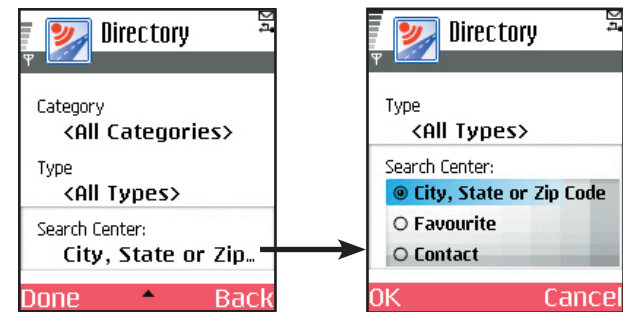 Directory
Category
<All Categories>
Type
<All Types>
Search Center:
City, State or Zip…
Done Back
Directory
Type
<All Types>
Search Center:
City, State or Zip Code
Favourite
Contact
OK Cancel